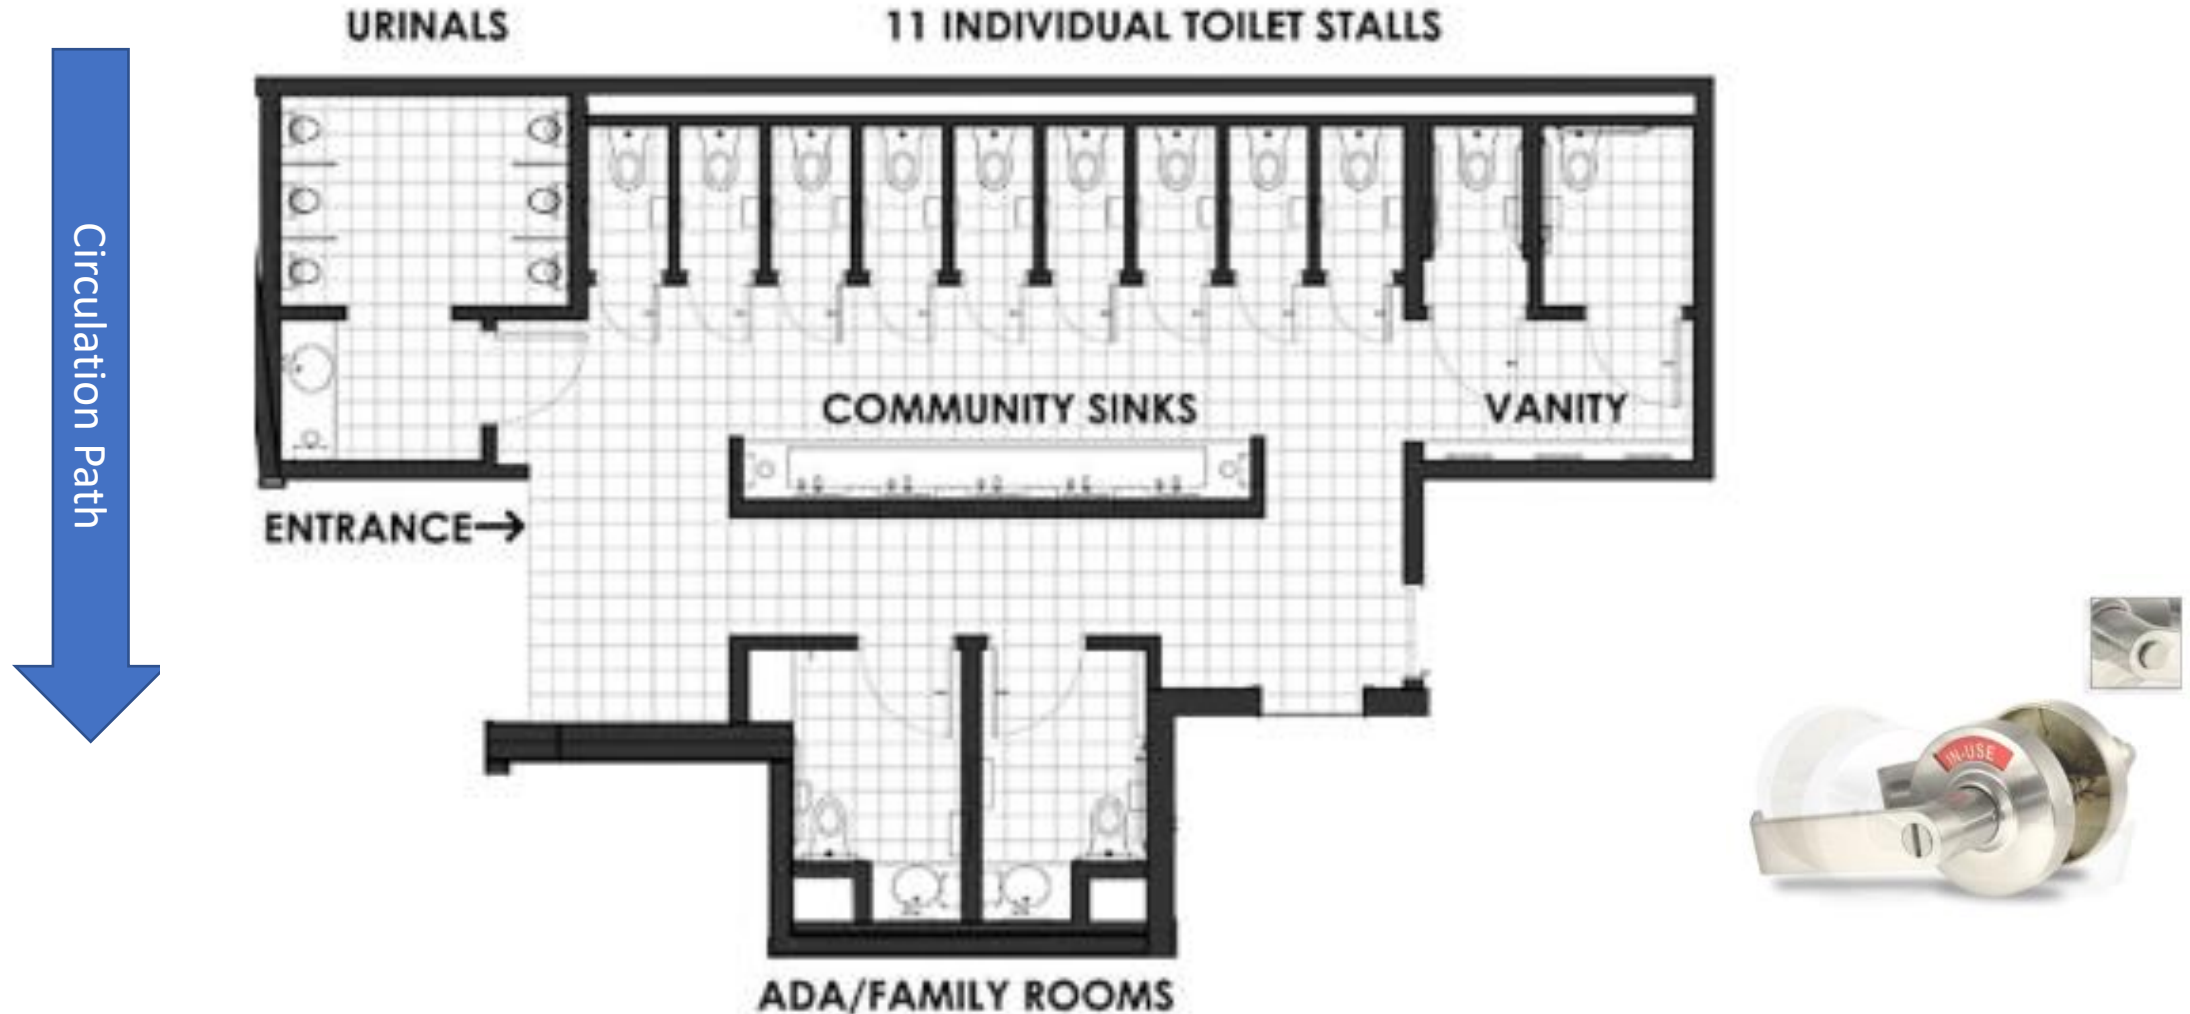 URINALS
11 INDIVIDUAL TOILET STALLS
Circulation Path
COMMUNITY SINKS
VANITY
ENTRANCE→
IN-USE
ADA/FAMILY ROOMS